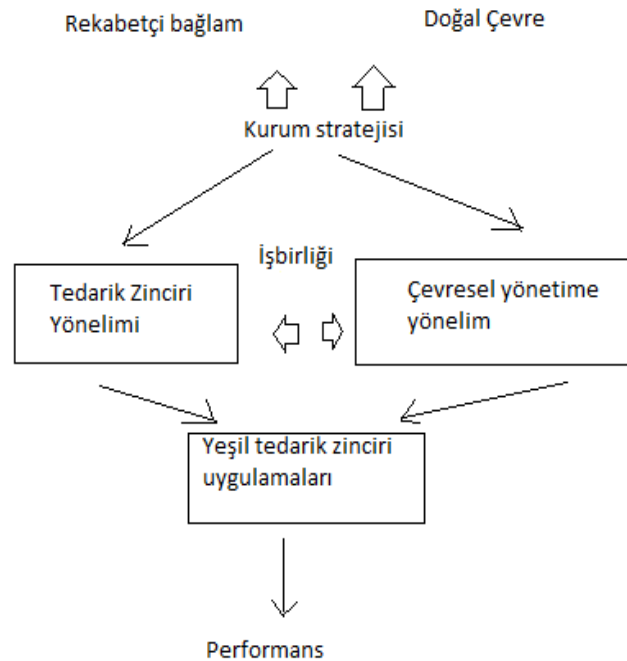 Rekabetçi bağlam
Doğal Çevre
Kurum stratejisi
İşbirliği
Tedarik Zinciri
Yönelimi
Çevresel yönetime
yönelim
Yeşil tedarik zinciri
uygulamaları
Performans